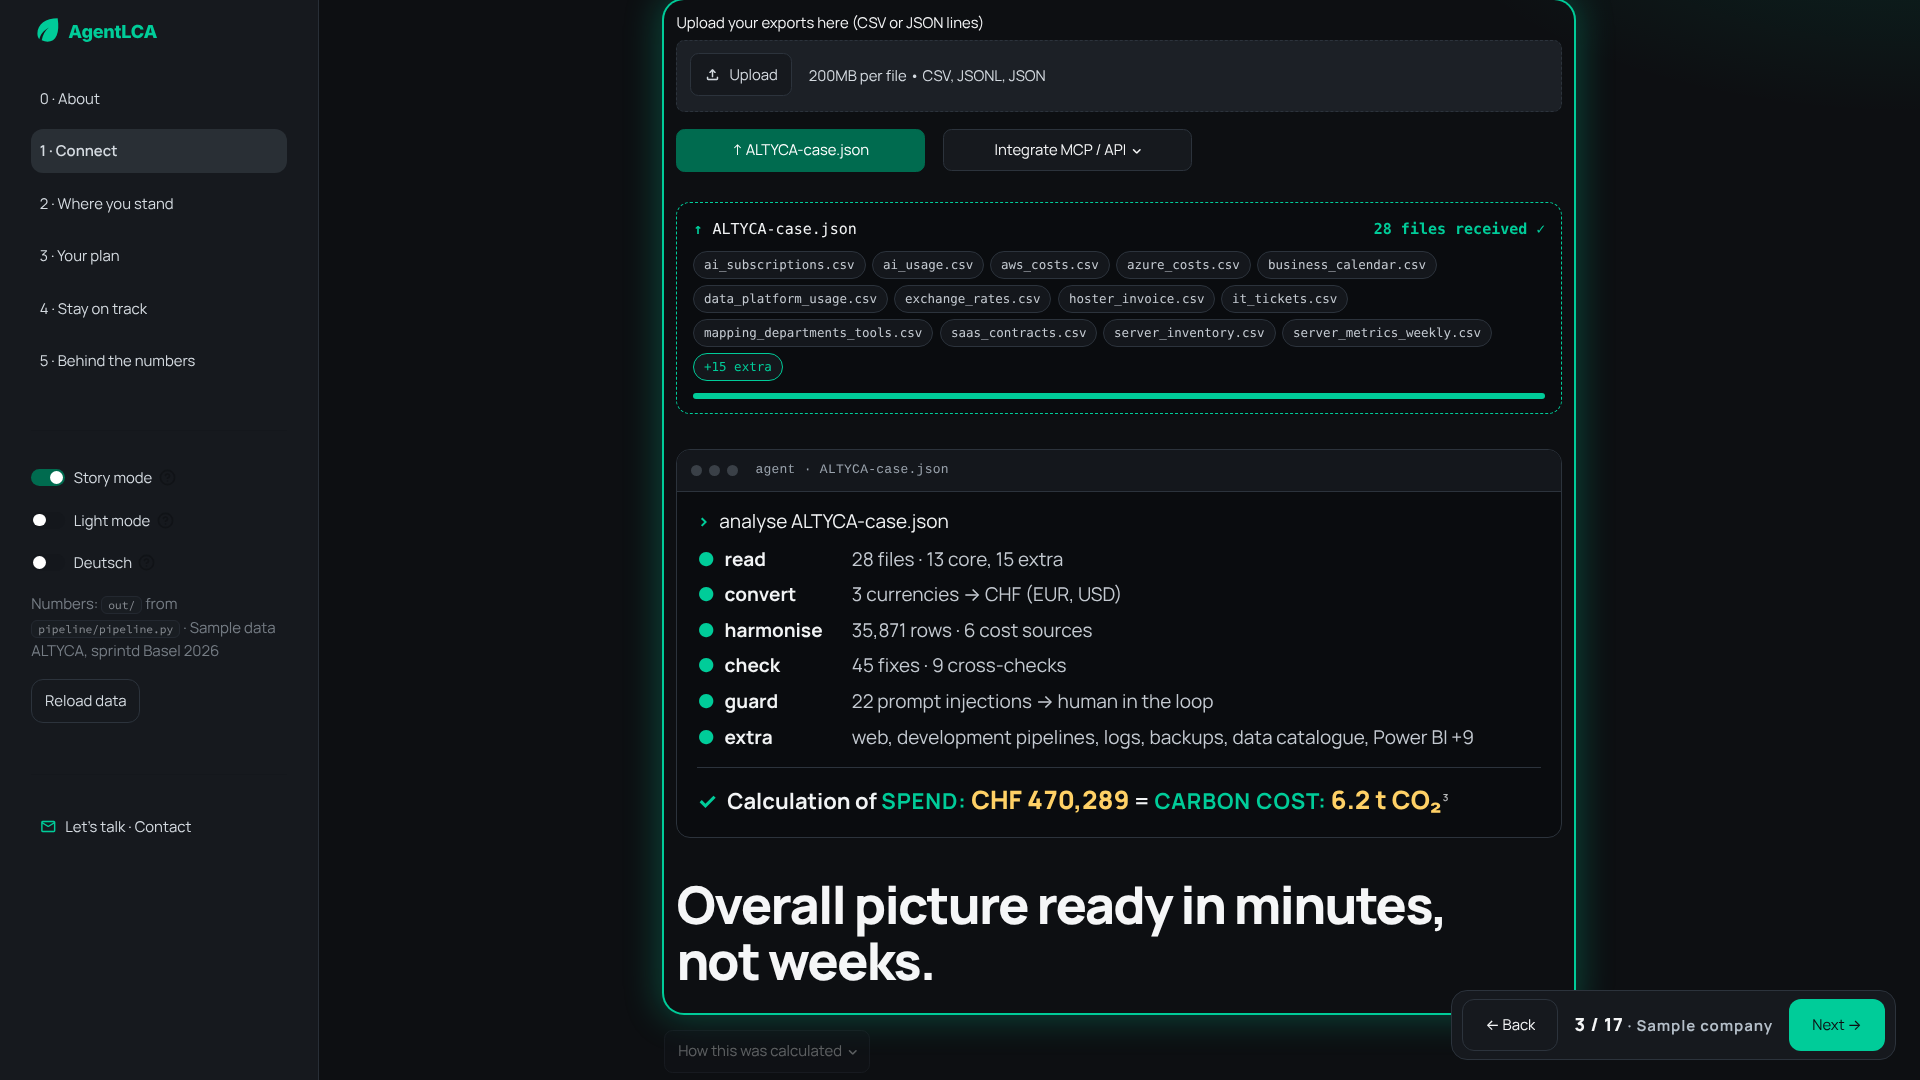 AgentLCA
0 · About
1 · Connect
2 · Where you stand
3 · Your plan
4 · Stay on track
5 · Behind the numbers
Story mode
Light mode
Deutsch
Numbers: out/ from
pipeline/pipeline.py · Sample data
ALTYCA, sprintd Basel 2026
Reload data
Let's talk · Contact
Upload your exports here (CSV or JSON lines)
Upload 200MB per file • CSV, JSONL, JSON
↑ ALTYCA-case.json Integrate MCP / API
↑ ALTYCA-case.json 28 files received ✓
ai_subscriptions.csv ai_usage.csv aws_costs.csv azure_costs.csv business_calendar.csv
data_platform_usage.csv exchange_rates.csv hoster_invoice.csv it_tickets.csv
mapping_departments_tools.csv saas_contracts.csv server_inventory.csv server_metrics_weekly.csv
+15 extra
agent · ALTYCA-case.json
› analyse ALTYCA-case.json
read 28 files · 13 core, 15 extra
convert 3 currencies → CHF (EUR, USD)
harmonise 35,871 rows · 6 cost sources
check 45 fixes · 9 cross-checks
guard 22 prompt injections → human in the loop
extra web, development pipelines, logs, backups, data catalogue, Power BI +9
✓ Calculation of SPEND: CHF 470,289 = CARBON COST: 6.2 t CO₂³
Overall picture ready in minutes,
not weeks.
How this was calculated
← Back 3 / 17 · Sample company Next →